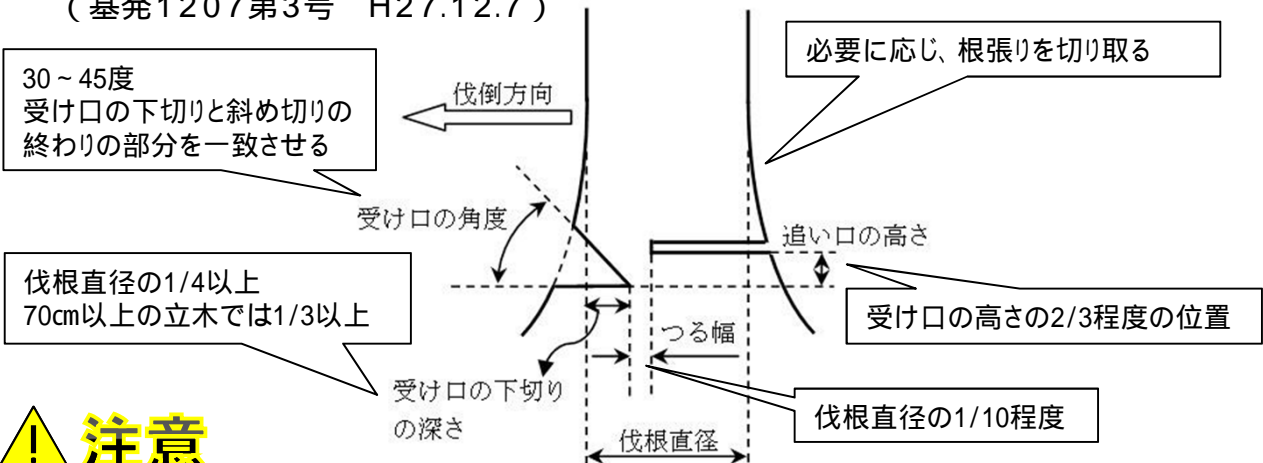 (基発1207第3号 H27.12.7)
30~45度
受け口の下切りと斜め切りの
終わりの部分を一致させる
伐倒方向
必要に応じ、根張りを切り取る
受け口の角度
追い口の高さ
伐根直径の1/4以上
70㎝以上の立木では1/3以上
受け口の高さの2/3程度の位置
つる幅
受け口の下切り
の深さ
伐根直径の1/10程度
伐根直径
注意